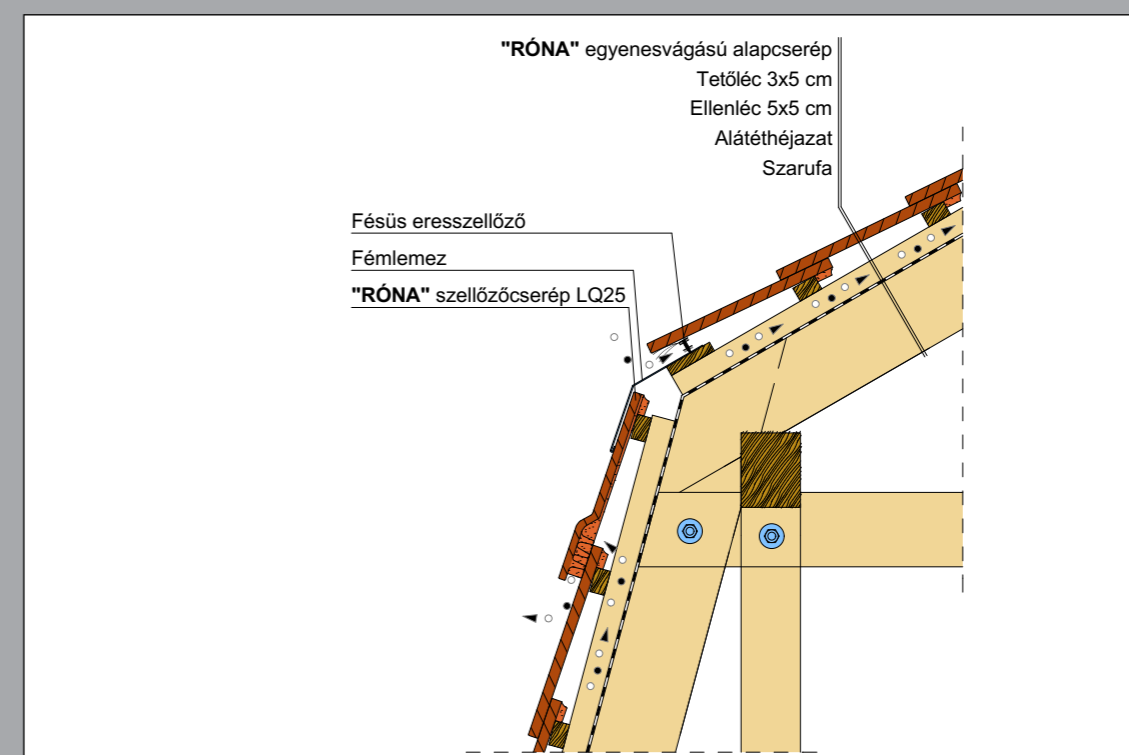 "RÓNA" egyenesvágású alapcserép
Tetőléc 3x5 cm
Ellenléc 5x5 cm
Alátéthéjazat
Szarufa
Fésüs eresszellőző
Fémlemez
"RÓNA" szellőzőcserép LQ25